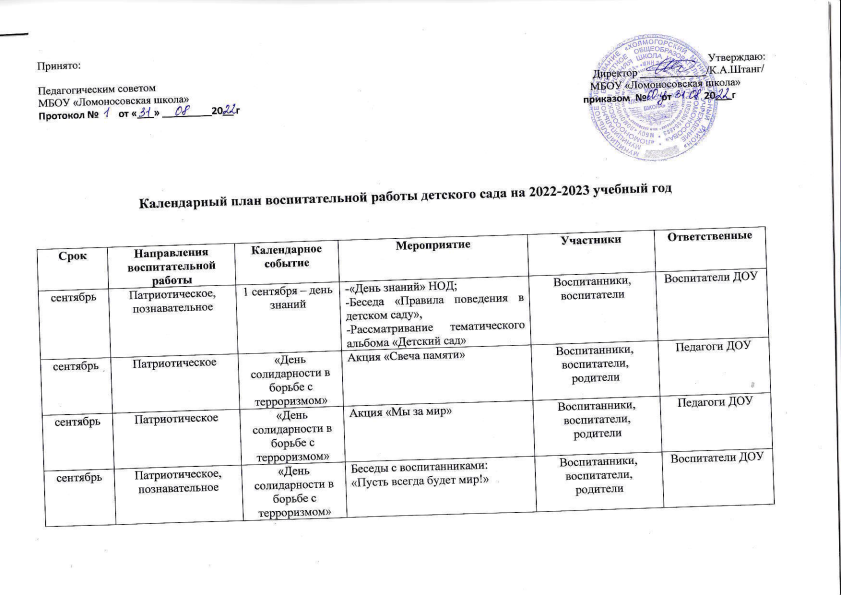 Принято:
Педагогическим советом
МБОУ «Ломоносовская школа»
Протокол № 1 от «31» 08 2022г
Утверждаю:
Директор /К.А.Штанг/
МБОУ «Ломоносовская школа»
приказом № от 31.08 2022г
Календарный план воспитательной работы детского сада на 2022-2023 учебный год
Срок
Направления
воспитательной
работы
Календарное
событие
Мероприятие
Участники
Ответственные
сентябрь
Патриотическое,
познавательное
1 сентября – день
знаний
-«День знаний» НОД;
-Беседа «Правила поведения в
детском саду»,
-Рассматривание тематического
альбома «Детский сад»
Воспитанники,
воспитатели
Воспитатели ДОУ
сентябрь
Патриотическое
«День
солидарности в
борьбе с
терроризмом»
Акция «Свеча памяти»
Воспитанники,
воспитатели,
родители
Педагоги ДОУ
сентябрь
Патриотическое
«День
солидарности в
борьбе с
терроризмом»
Акция «Мы за мир»
Воспитанники,
воспитатели,
родители
Педагоги ДОУ
сентябрь
Патриотическое,
познавательное
«День
солидарности в
борьбе с
терроризмом»
Беседы с воспитанниками:
«Пусть всегда будет мир!»
Воспитанники,
воспитатели,
родители
Воспитатели ДОУ